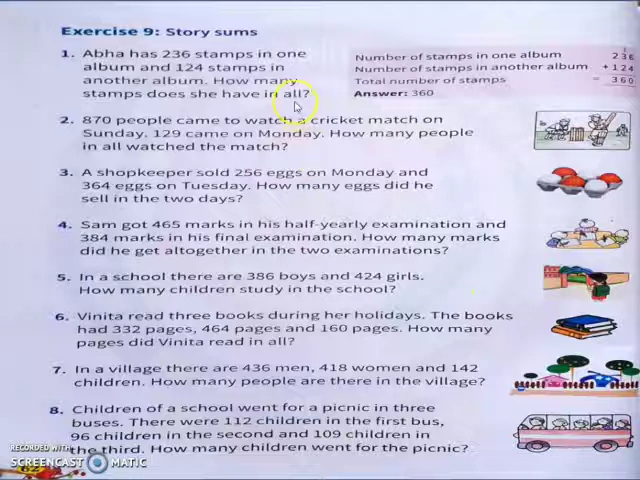 Exercise 9: Story sums
1. Abha has 236 stamps in one
album and 124 stamps in
another album. How many
stamps does she have in all?
1
Number of stamps in one album 236
Number of stamps in another album + 124
Total number of stamps = 360
Answer: 360
2. 870 people came to watch a cricket match on
Sunday. 129 came on Monday. How many people
in all watched the match?
3. A shopkeeper sold 256 eggs on Monday and
364 eggs on Tuesday. How many eggs did he
sell in the two days?
4. Sam got 465 marks in his half-yearly examination and
384 marks in his final examination. How many marks
did he get altogether in the two examinations?
5. In a school there are 386 boys and 424 girls.
How many children study in the school?
6. Vinita read three books during her holidays. The books
had 332 pages, 464 pages and 160 pages. How many
pages did Vinita read in all?
7. In a village there are 436 men, 418 women and 142
children. How many people are there in the village?
8. Children of a school went for a picnic in three
buses. There were 112 children in the first bus,
96 children in the second and 109 children in
the third. How many children went for the picnic?
RECORDED WITH
SCREENCAST MATIC